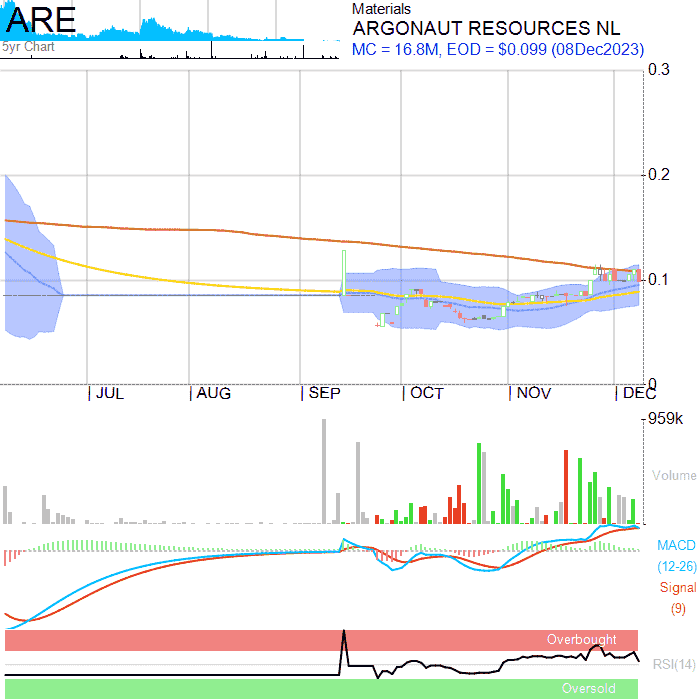 ARE
5yr Chart
Materials
ARGONAUT RESOURCES NL
MC = 16.8M, EOD = $0.099 (08Dec2023)
0.3
0.2
0.1
0
JUL
AUG
SEP
OCT
NOV
DEC
959k
Volume
MACD
(12-26)
Signal
(9)
Overbought
RSI(14)
Oversold